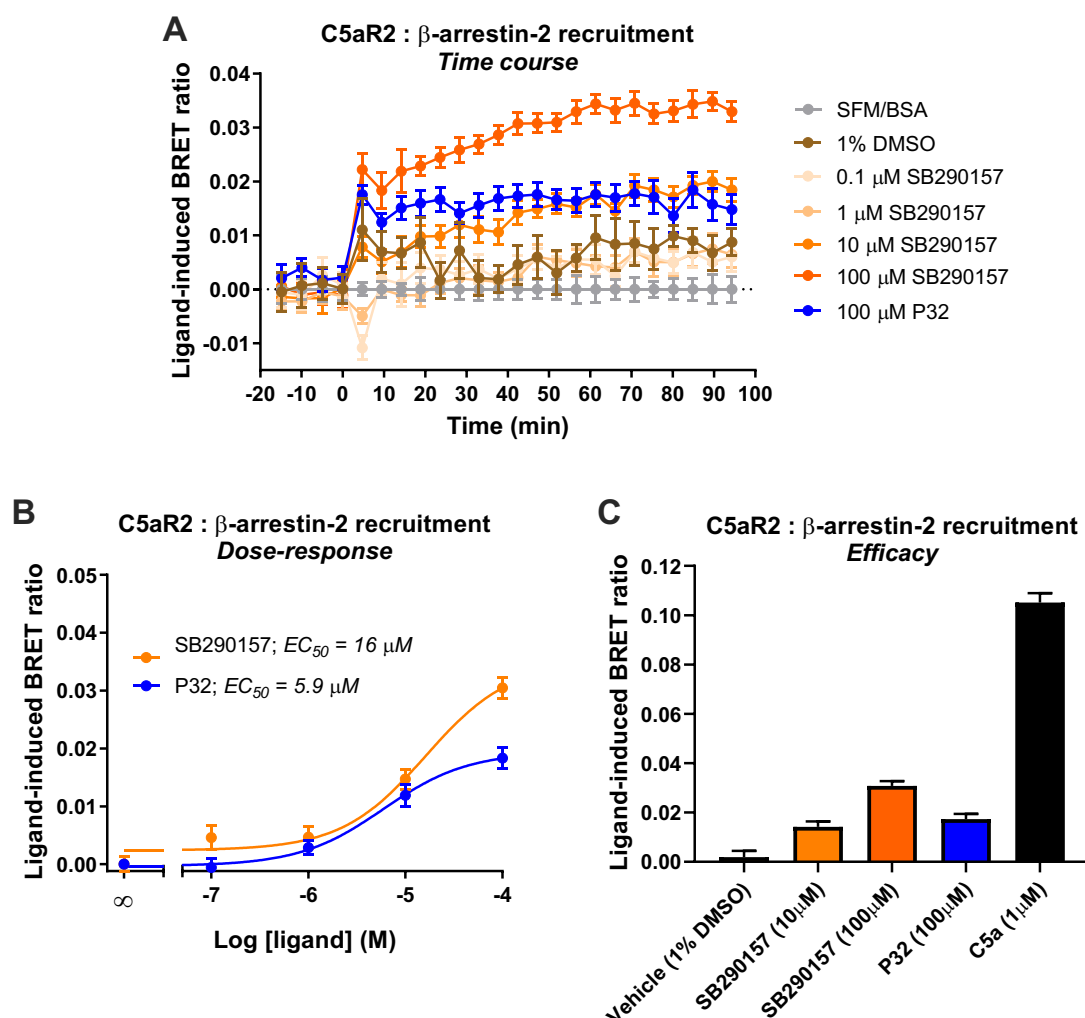 A
C5aR2 : β-arrestin-2 recruitment
Time course
Ligand-induced BRET ratio
0.04
0.03
0.02
0.01
0.00
-0.01
-20 -10 0 10 20 30 40 50 60 70 80 90 100
Time (min)
SFM/BSA
1% DMSO
0.1 μM SB290157
1 μM SB290157
10 μM SB290157
100 μM SB290157
100 μM P32
B
C5aR2 : β-arrestin-2 recruitment
Dose-response
Ligand-induced BRET ratio
0.05
0.04
0.03
0.02
0.01
0.00
SB290157; EC50 = 16 μM
P32; EC50 = 5.9 μM
∞ -7 -6 -5 -4
Log [ligand] (M)
C
C5aR2 : β-arrestin-2 recruitment
Efficacy
Ligand-induced BRET ratio
0.12
0.10
0.08
0.06
0.04
0.02
0.00
Vehicle (1% DMSO)
SB290157 (10μM)
SB290157 (100μM)
P32 (100μM)
C5a (1μM)